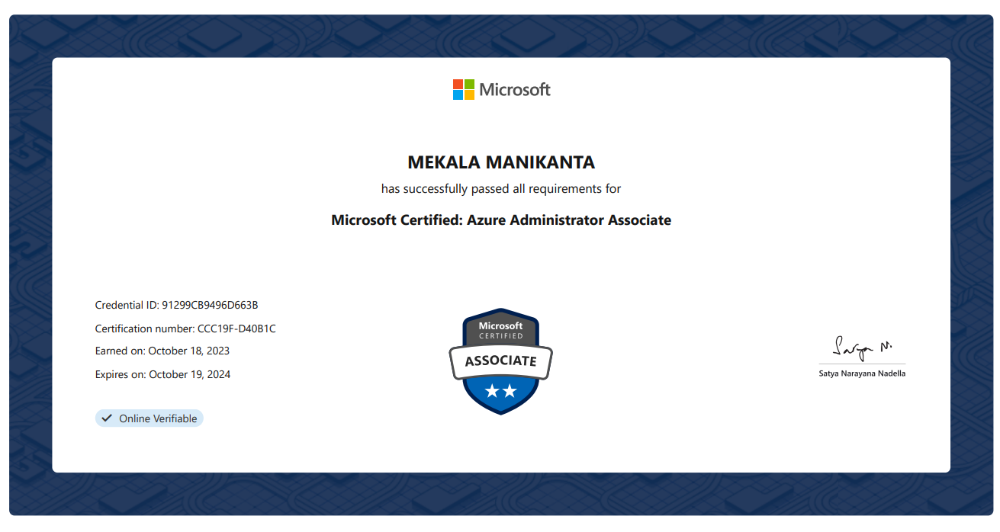 Microsoft
MEKALA MANIKANTA
has successfully passed all requirements for
Microsoft Certified: Azure Administrator Associate
Credential ID: 91299CB9496D663B
Certification number: CCC19F-D40B1C
Earned on: October 18, 2023
Expires on: October 19, 2024
Online Verifiable
Microsoft
CERTIFIED
ASSOCIATE
Satya N.
Satya Narayana Nadella